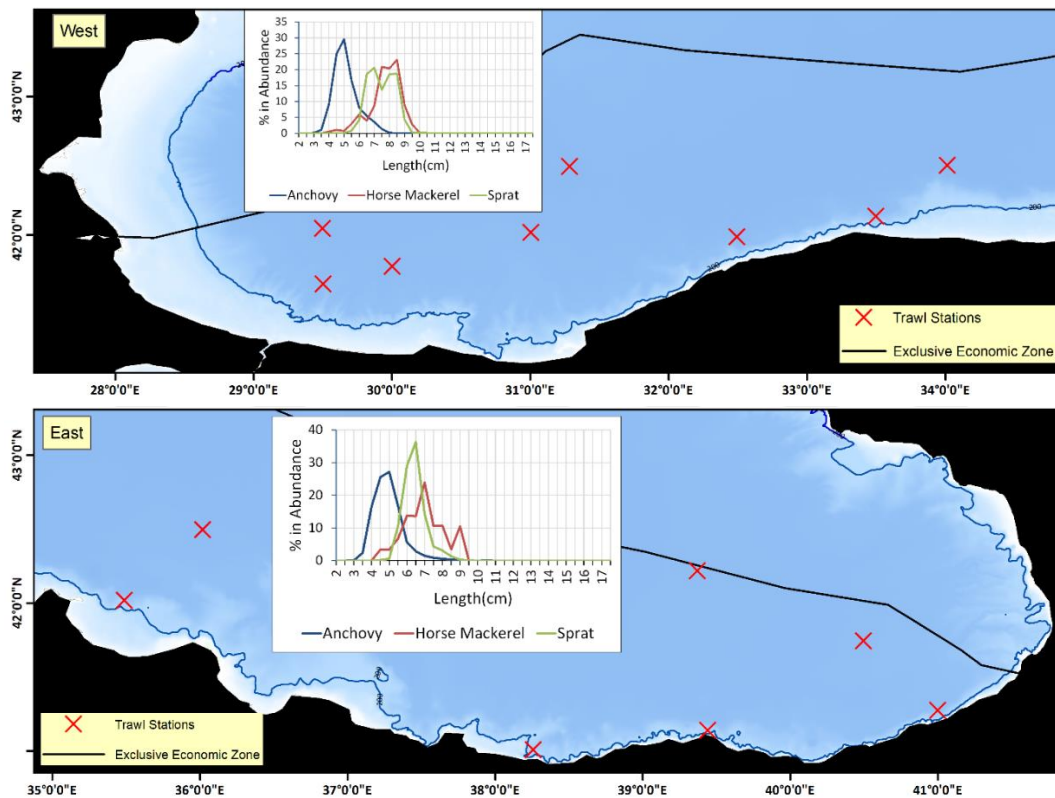 West
35
30
25
20
15
10
5
0
% in Abundance
2 3 4 5 6 7 8 9 10 11 12 13 14 15 16 17
Length(cm)
Anchovy Horse Mackerel Sprat
43°0'0"N
42°0'0"N
200
200
Trawl Stations
Exclusive Economic Zone
28°0'0"E 29°0'0"E 30°0'0"E 31°0'0"E 32°0'0"E 33°0'0"E 34°0'0"E
East
40
30
20
10
0
% in Abundance
2 3 4 5 6 7 8 9 10 11 12 13 14 15 16 17
Length(cm)
Anchovy Horse Mackerel Sprat
43°0'0"N
42°0'0"N
200
200
Trawl Stations
Exclusive Economic Zone
35°0'0"E 36°0'0"E 37°0'0"E 38°0'0"E 39°0'0"E 40°0'0"E 41°0'0"E